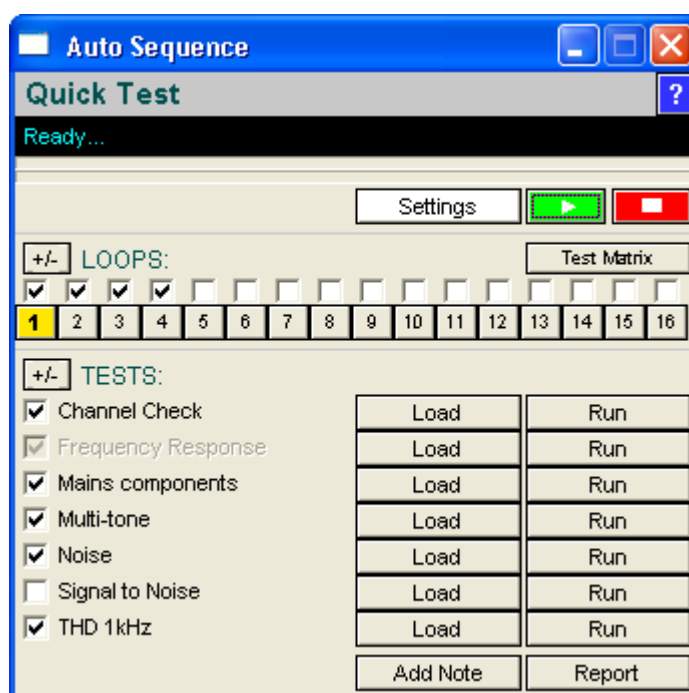 Auto Sequence
Quick Test ?
Ready...
Settings
+/- LOOPS: Test Matrix
1 2 3 4 5 6 7 8 9 10 11 12 13 14 15 16
+/- TESTS:
Channel Check Load Run
Frequency Response Load Run
Mains components Load Run
Multi-tone Load Run
Noise Load Run
Signal to Noise Load Run
THD 1kHz Load Run
Add Note Report